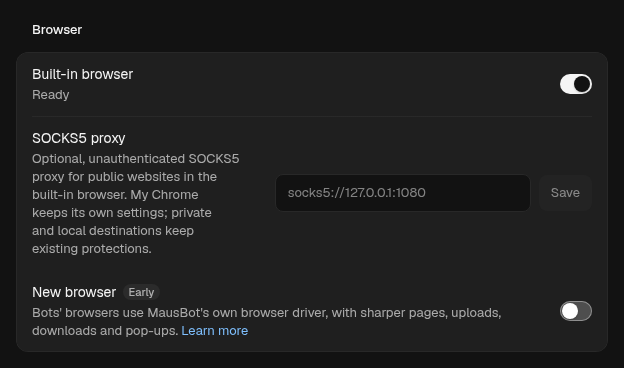 Browser
Built-in browser
Ready
SOCKS5 proxy
Optional, unauthenticated SOCKS5
proxy for public websites in the
built-in browser. My Chrome
keeps its own settings; private
and local destinations keep
existing protections.
socks5://127.0.0.1:1080
Save
New browser Early
Bots' browsers use MausBot's own browser driver, with sharper pages, uploads,
downloads and pop-ups. Learn more